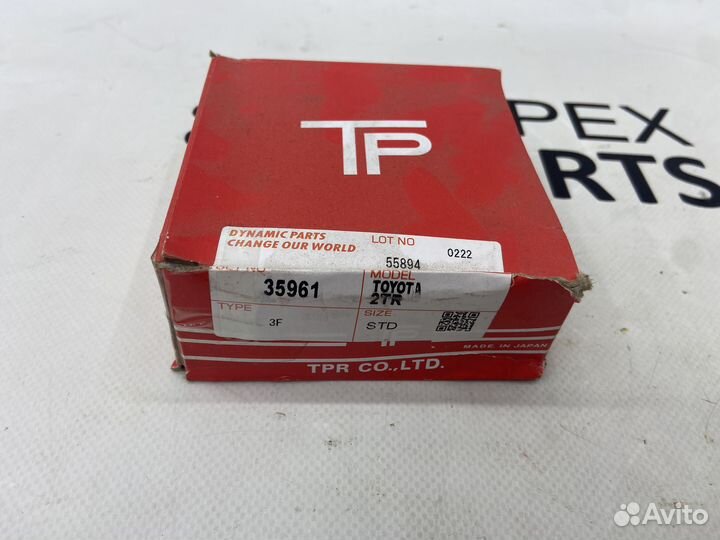 TP
PEX
RTS
DYNAMIC PARTS
CHANGE OUR WORLD
LOT NO
0222
55894
35961
MODEL
TOYOTA
2TR
TYPE
3F
SIZE
STD
MADE IN JAPAN
TPR CO.,LTD.
Avito